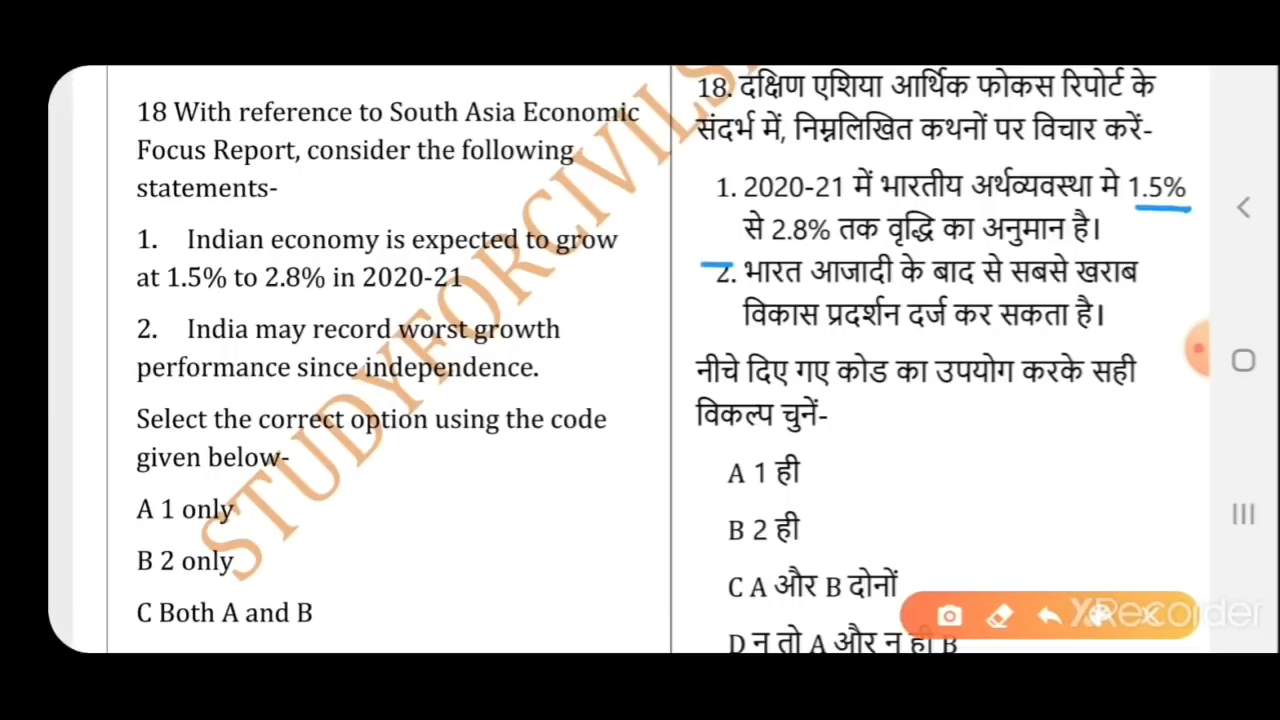 18 With reference to South Asia Economic
Focus Report, consider the following
statements-
1. Indian economy is expected to grow
at 1.5% to 2.8% in 2020-21
2. India may record worst growth
performance since independence.
Select the correct option using the code
given below-
A 1 only
B 2 only
C Both A and B
18. दक्षिण एशिया आर्थिक फोकस रिपोर्ट के
संदर्भ में, निम्नलिखित कथनों पर विचार करें-
1. 2020-21 में भारतीय अर्थव्यवस्था मे 1.5%
से 2.8% तक वृद्धि का अनुमान है।
2. भारत आजादी के बाद से सबसे खराब
विकास प्रदर्शन दर्ज कर सकता है।
नीचे दिए गए कोड का उपयोग करके सही
विकल्प चुनें-
A 1 ही
B 2 ही
C A और B दोनों
D न तो A और न ही B
STUDYFORCIVILS
XRecorder